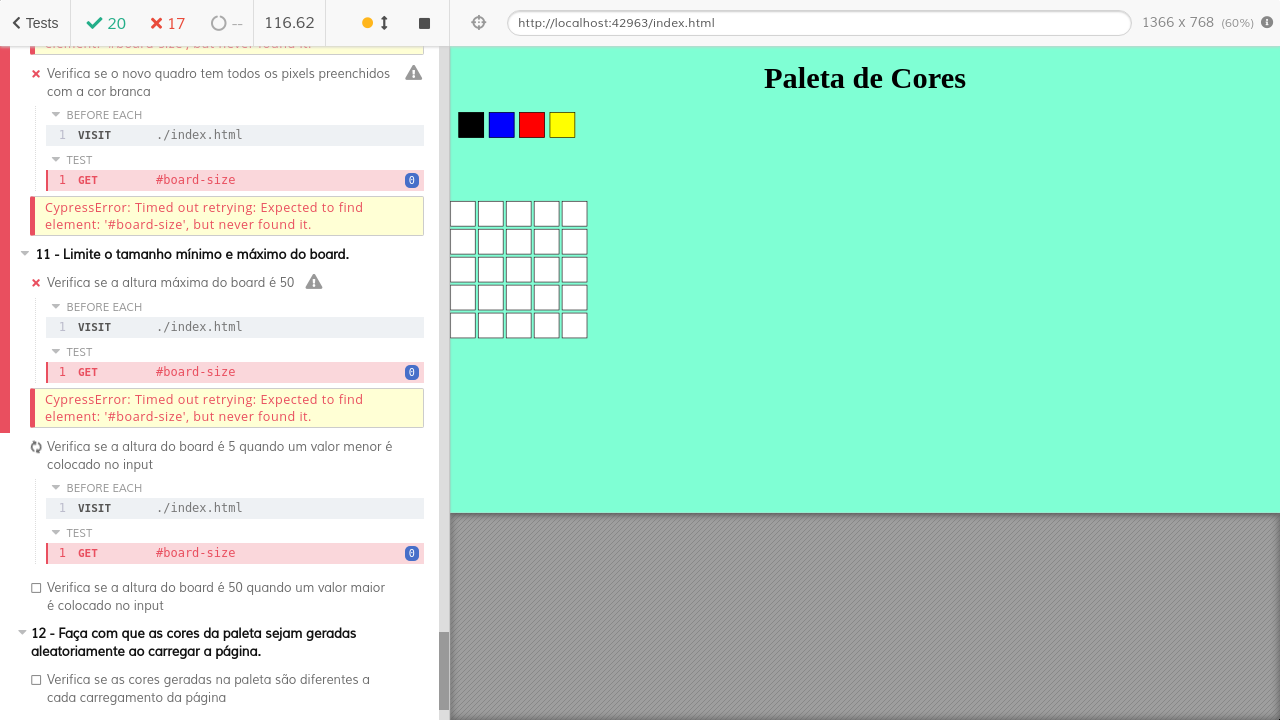 Tests
20
17
--
116.62
http://localhost:42963/index.html
1366 x 768 (60%)
element: '#board-size', but never found it.
Verifica se o novo quadro tem todos os pixels preenchidos
com a cor branca
BEFORE EACH
1 VISIT ./index.html
TEST
1 GET #board-size 0
CypressError: Timed out retrying: Expected to find
element: '#board-size', but never found it.
11 - Limite o tamanho mínimo e máximo do board.
Verifica se a altura máxima do board é 50
BEFORE EACH
1 VISIT ./index.html
TEST
1 GET #board-size 0
CypressError: Timed out retrying: Expected to find
element: '#board-size', but never found it.
Verifica se a altura do board é 5 quando um valor menor é
colocado no input
BEFORE EACH
1 VISIT ./index.html
TEST
1 GET #board-size 0
Verifica se a altura do board é 50 quando um valor maior
é colocado no input
12 - Faça com que as cores da paleta sejam geradas
aleatoriamente ao carregar a página.
Verifica se as cores geradas na paleta são diferentes a
cada carregamento da página
Paleta de Cores